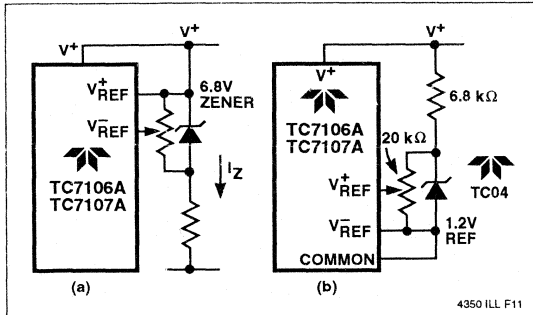 V+
V+
V+REF
V-REF
6.8V
ZENER
TC7106A
TC7107A
IZ
(a)
V+
V+
6.8 kΩ
TC7106A
TC7107A
20 kΩ
V+REF
TC04
V-REF
1.2V
REF
COMMON
(b)
4350 ILL F11